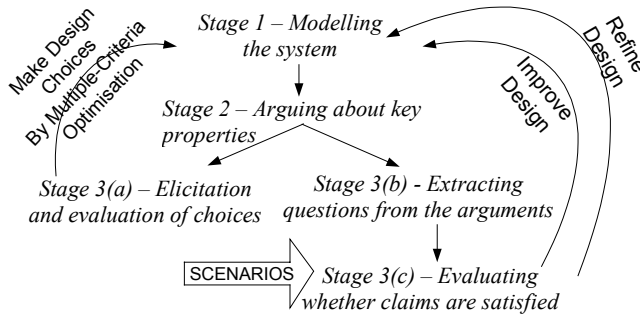 Stage 1 – Modelling
the system
Make Design
Choices
By Multiple-Criteria
Optimisation
Refine
Design
Improve
Design
Stage 2 – Arguing about key
properties
Stage 3(a) – Elicitation
and evaluation of choices
Stage 3(b) - Extracting
questions from the arguments
SCENARIOS
Stage 3(c) – Evaluating
whether claims are satisfied